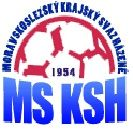 MORAVSKOSLEZSKÝ KRAJSKÝ SVAZ HÁZENÉ
1954
MS KSH